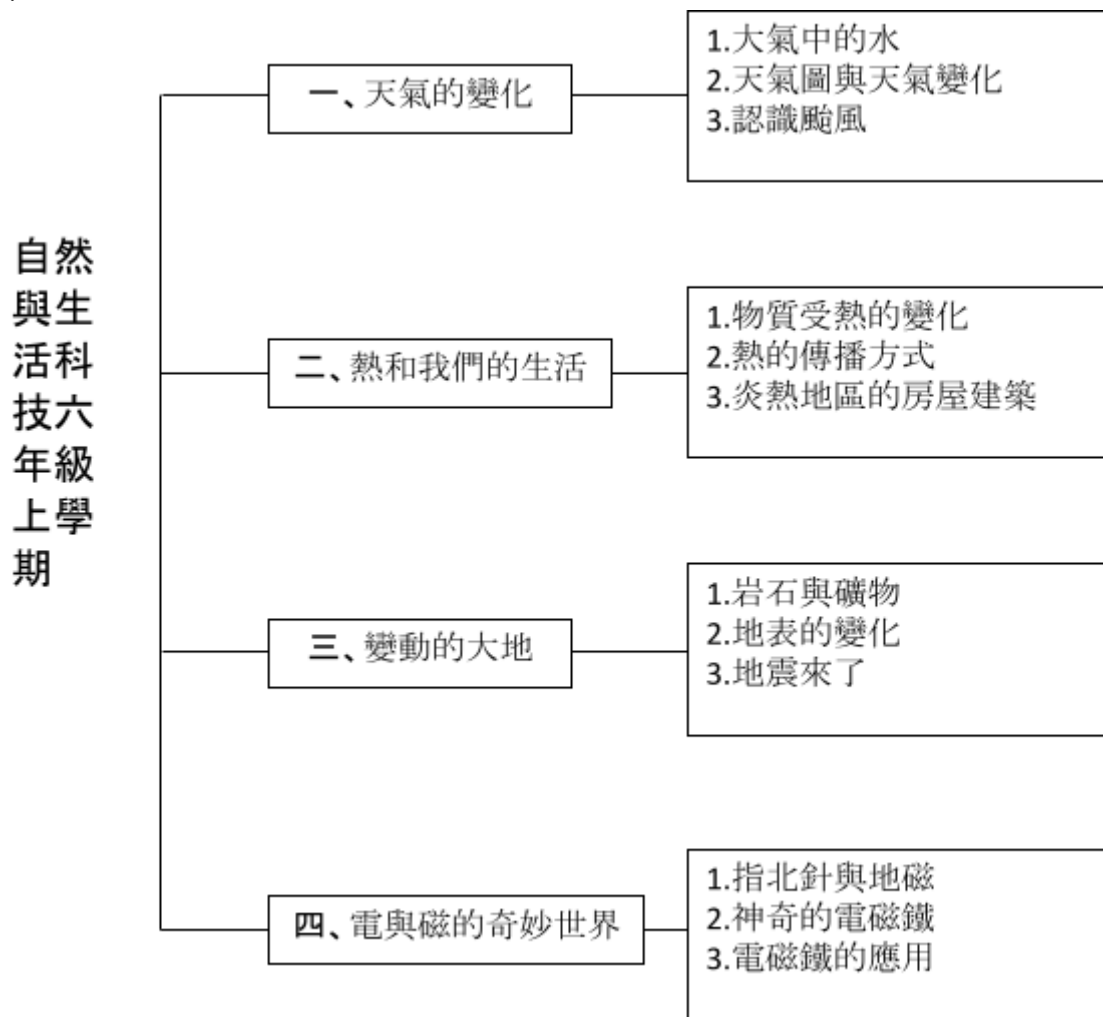 自然
與生
活科
技六
年級
上學
期
一、天氣的變化
1.大氣中的水
2.天氣圖與天氣變化
3.認識颱風
二、熱和我們的生活
1.物質受熱的變化
2.熱的傳播方式
3.炎熱地區的房屋建築
三、變動的大地
1.岩石與礦物
2.地表的變化
3.地震來了
四、電與磁的奇妙世界
1.指北針與地磁
2.神奇的電磁鐵
3.電磁鐵的應用